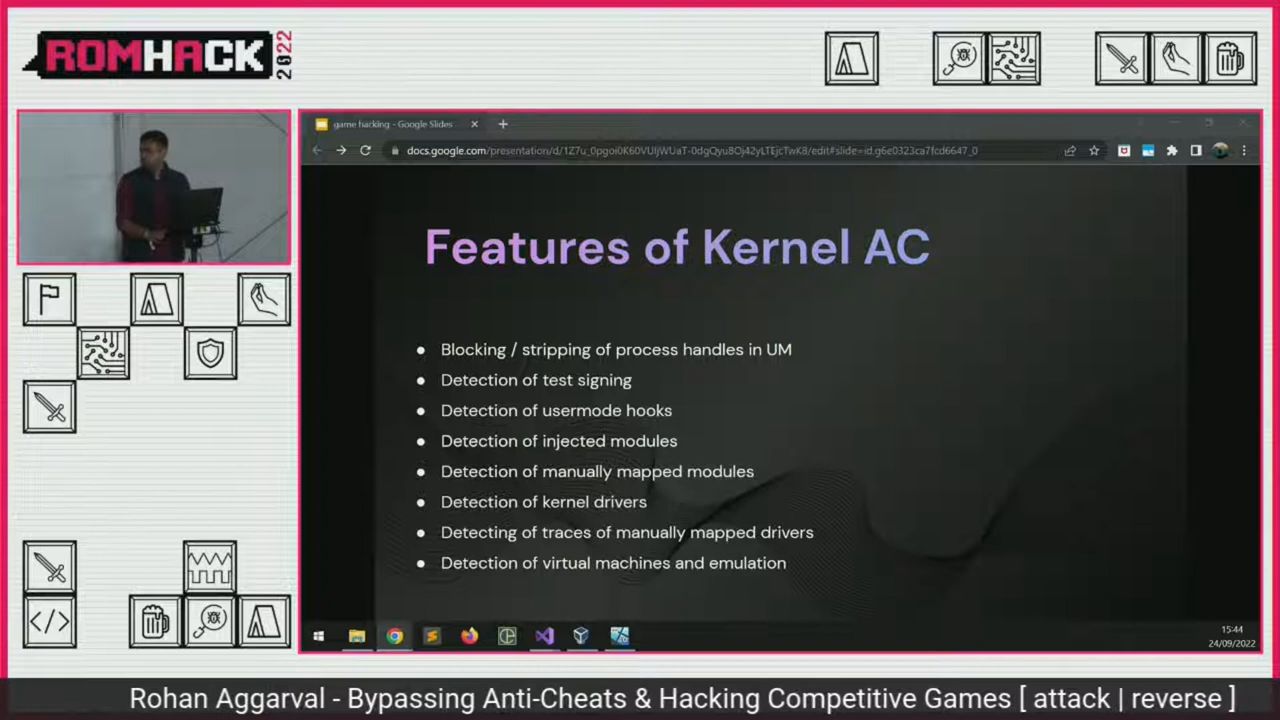 ROMHACK 2022
game hacking - Google Slides
docs.google.com/presentation/d/1Z7u_0pgoi0K60VUIjWUaT-0dgQyu8Oj42yLTEjcTwK8/edit#slide=id.g6e0323ca7fcd6647_0
Features of Kernel AC
Blocking / stripping of process handles in UM
Detection of test signing
Detection of usermode hooks
Detection of injected modules
Detection of manually mapped modules
Detection of kernel drivers
Detecting of traces of manually mapped drivers
Detection of virtual machines and emulation
15:44
24/09/2022
Rohan Aggarval - Bypassing Anti-Cheats & Hacking Competitive Games [ attack | reverse ]